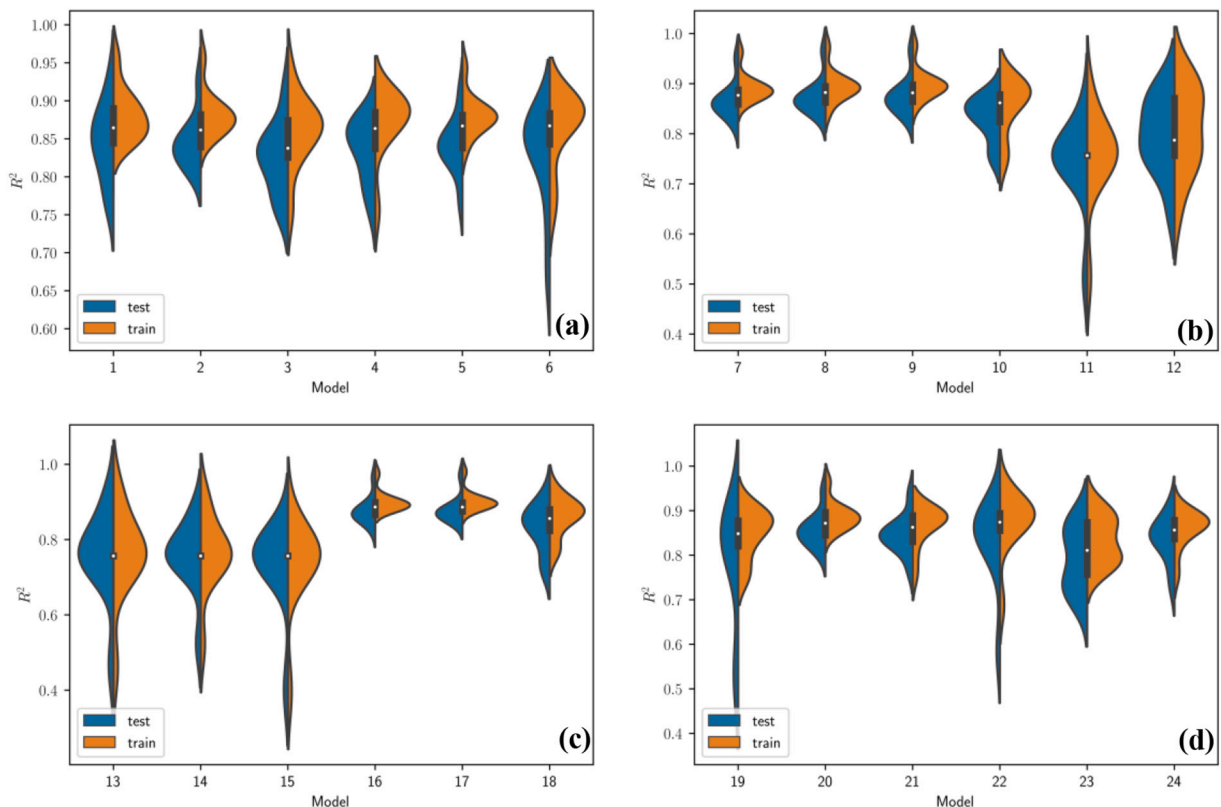 1.00
0.95
0.90
0.85
0.80
0.75
0.70
0.65
0.60
R²
test
train
(a)
1 2 3 4 5 6
Model
1.0
0.9
0.8
0.7
0.6
0.5
0.4
R²
test
train
(b)
7 8 9 10 11 12
Model
1.0
0.8
0.6
0.4
R²
test
train
(c)
13 14 15 16 17 18
Model
1.0
0.9
0.8
0.7
0.6
0.5
0.4
R²
test
train
(d)
19 20 21 22 23 24
Model